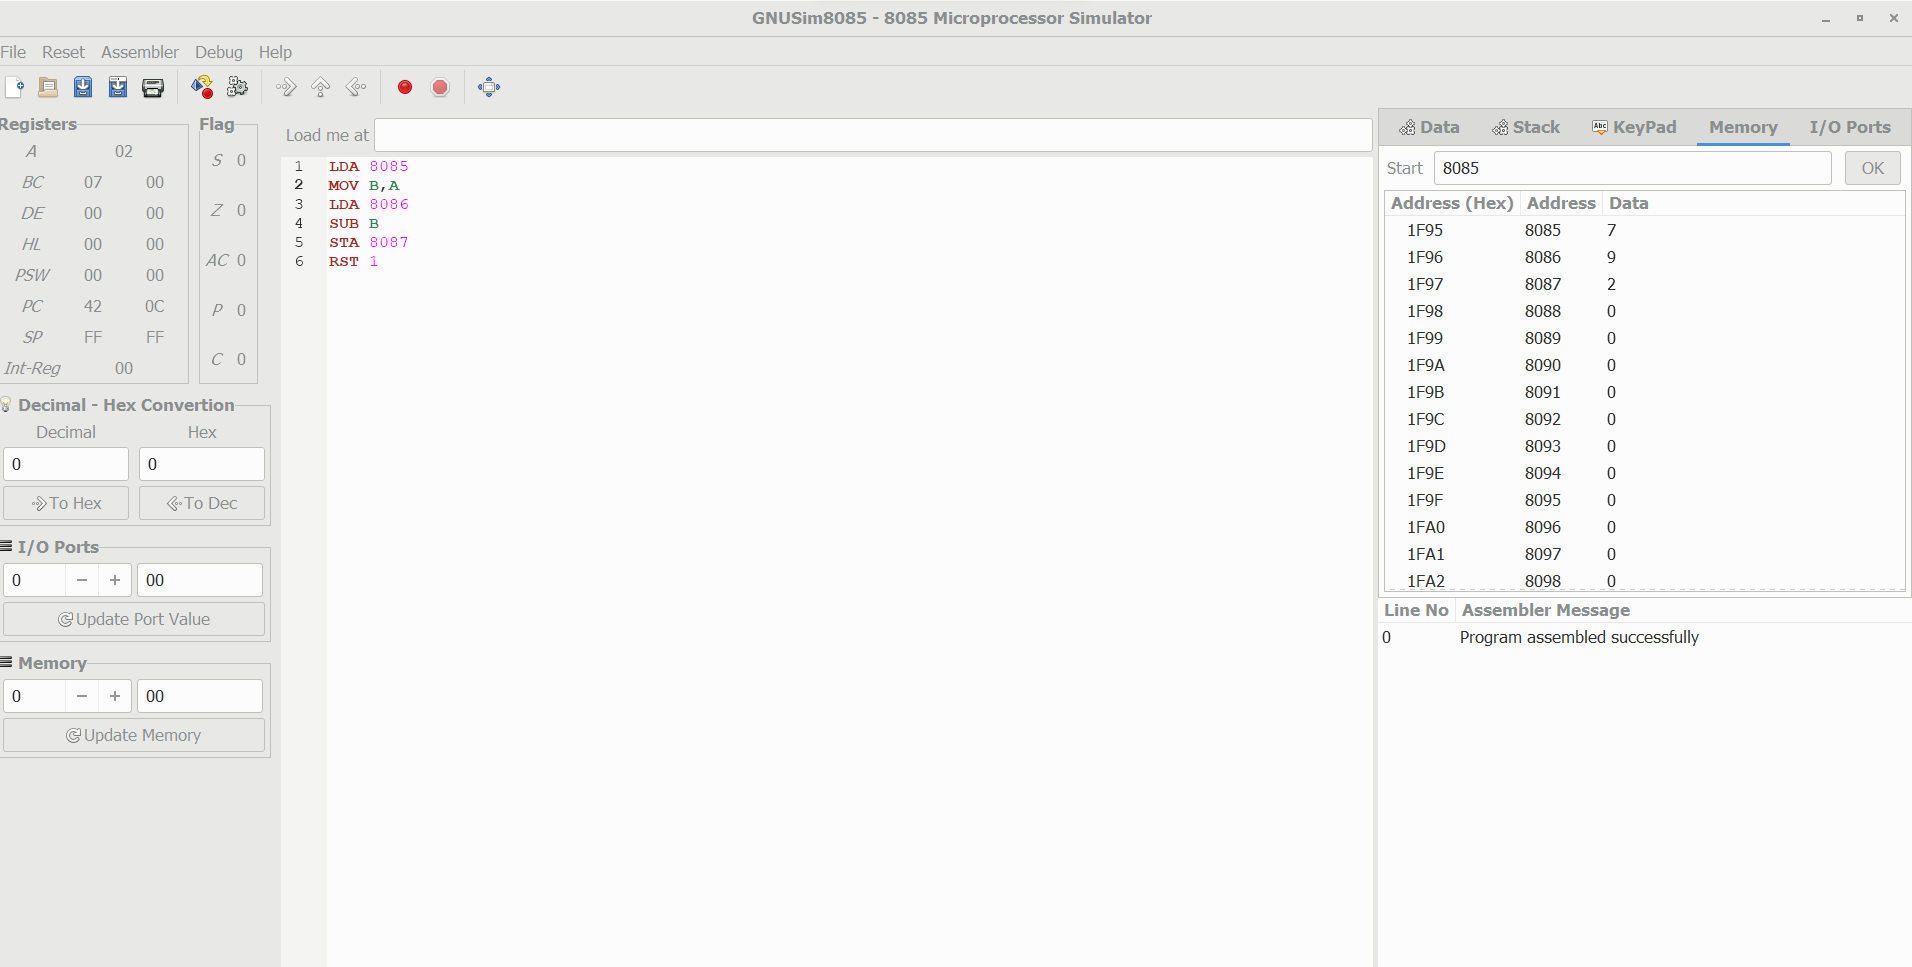 GNUSim8085 - 8085 Microprocessor Simulator
File Reset Assembler Debug Help
Registers
A 02
BC 07 00
DE 00 00
HL 00 00
PSW 00 00
PC 42 0C
SP FF FF
Int-Reg 00
Flag
S 0
Z 0
AC 0
P 0
C 0
Decimal - Hex Convertion
Decimal Hex
0 0
To Hex To Dec
I/O Ports
0 − + 00
Update Port Value
Memory
0 − + 00
Update Memory
Load me at
1 LDA 8085
2 MOV B,A
3 LDA 8086
4 SUB B
5 STA 8087
6 RST 1
Data Stack Abc KeyPad Memory I/O Ports
Start 8085 OK
Address (Hex) Address Data
1F95 8085 7
1F96 8086 9
1F97 8087 2
1F98 8088 0
1F99 8089 0
1F9A 8090 0
1F9B 8091 0
1F9C 8092 0
1F9D 8093 0
1F9E 8094 0
1F9F 8095 0
1FA0 8096 0
1FA1 8097 0
1FA2 8098 0
Line No Assembler Message
0 Program assembled successfully